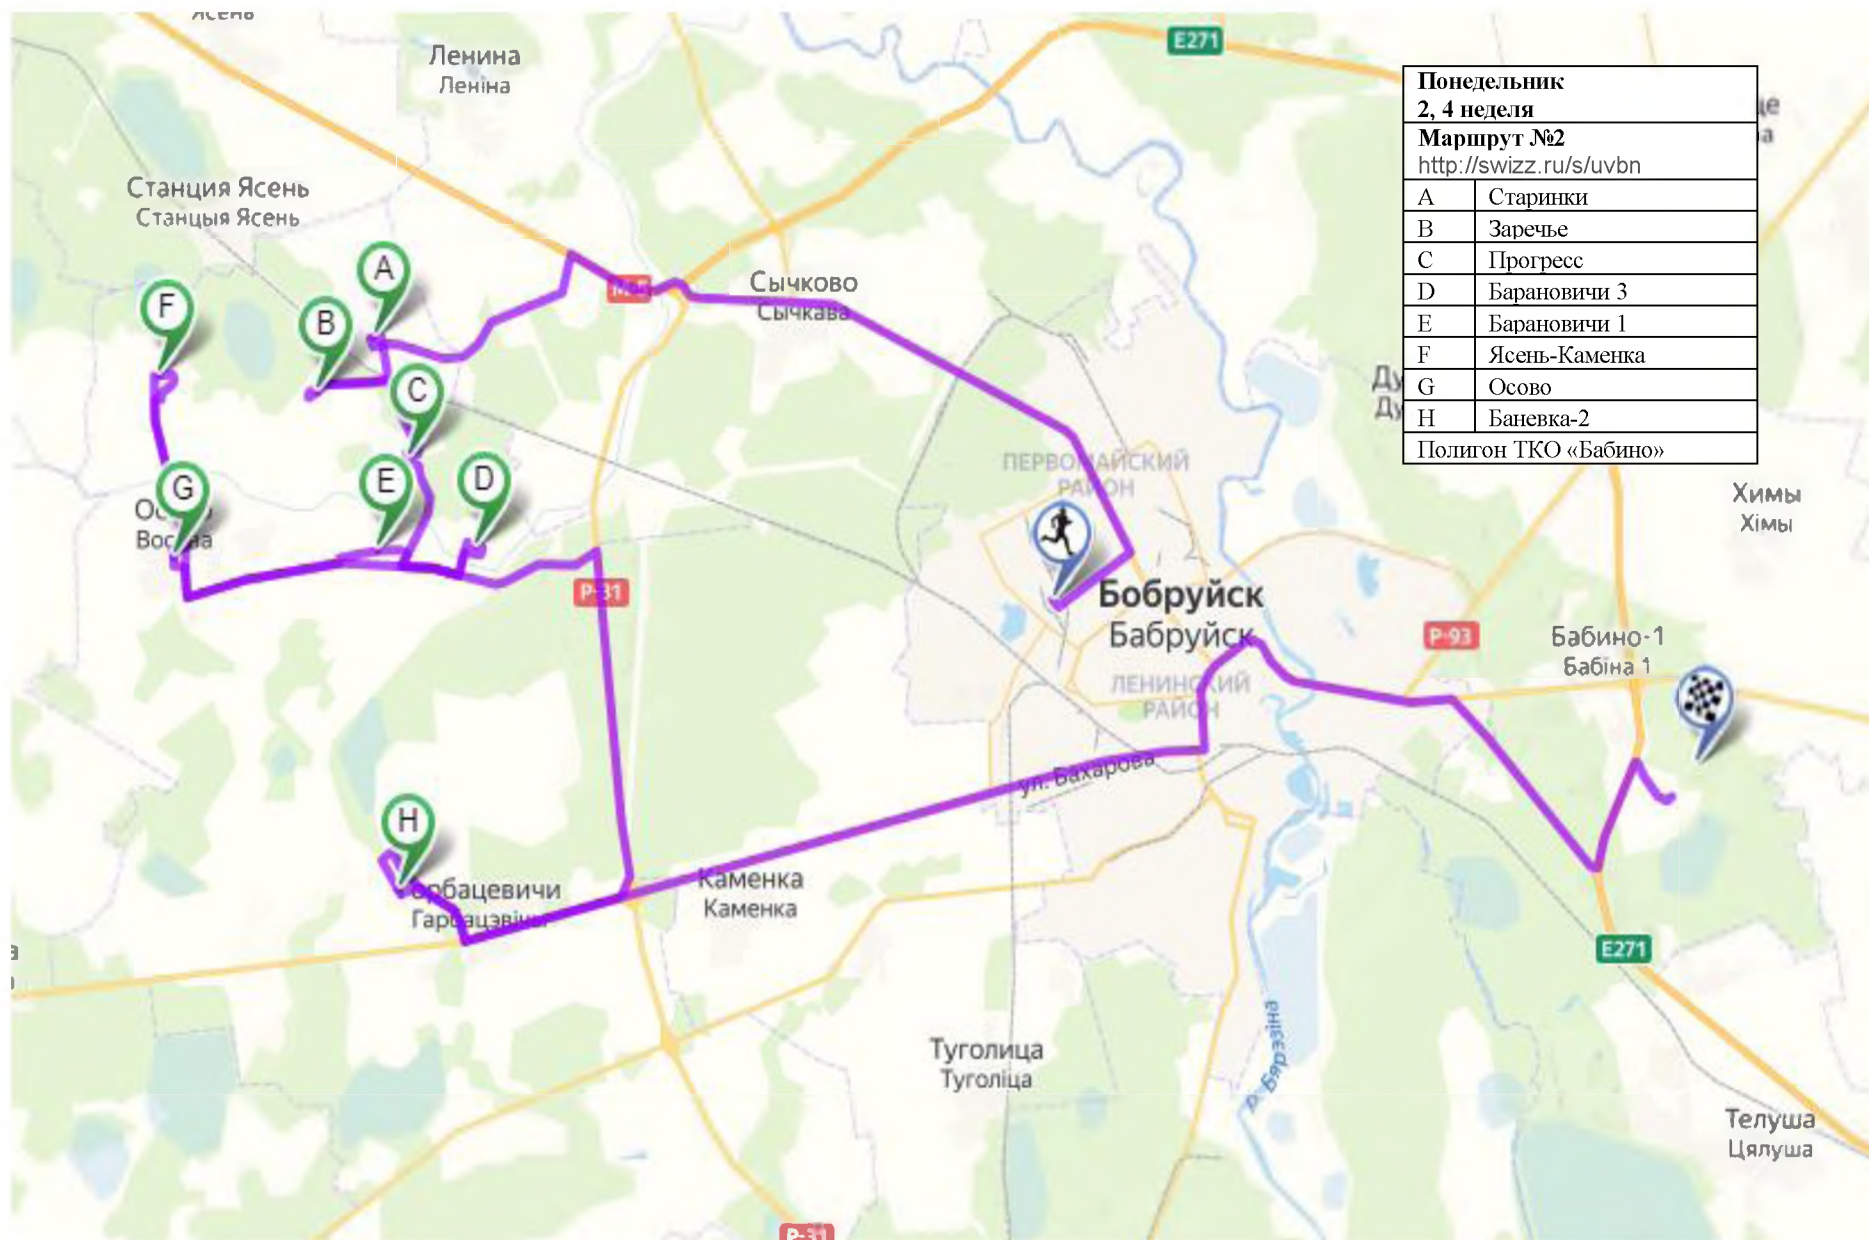 Ясень
Ленина
Леніна
E271
Понедельник
2, 4 неделя
Маршрут №2
http://swizz.ru/s/uvbn
A Старинки
B Заречье
C Прогресс
D Барановичи 3
E Барановичи 1
F Ясень-Каменка
G Осово
H Баневка-2
Полигон ТКО «Бабино»
Станция Ясень
Станцыя Ясень
A
F
B
Сычково
Сычкава
C
ПЕРВОМАЙСКИЙ
РАЙОН
E
D
G
Химы
Хімы
P-31
Бобруйск
Бабруйск
P-93
Бабино-1
Бабіна 1
ЛЕНИНСКИЙ
РАЙОН
ул. Бахарова
H
Каменка
Каменка
Гарбацэвічы
E271
Бярэзіна
Туголица
Туголіца
Телуша
Цялуша
P-31